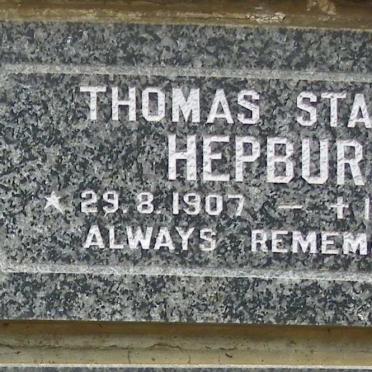 THOMAS STA
HEPBUR
* 29.8.1907 — +
ALWAYS REMEM